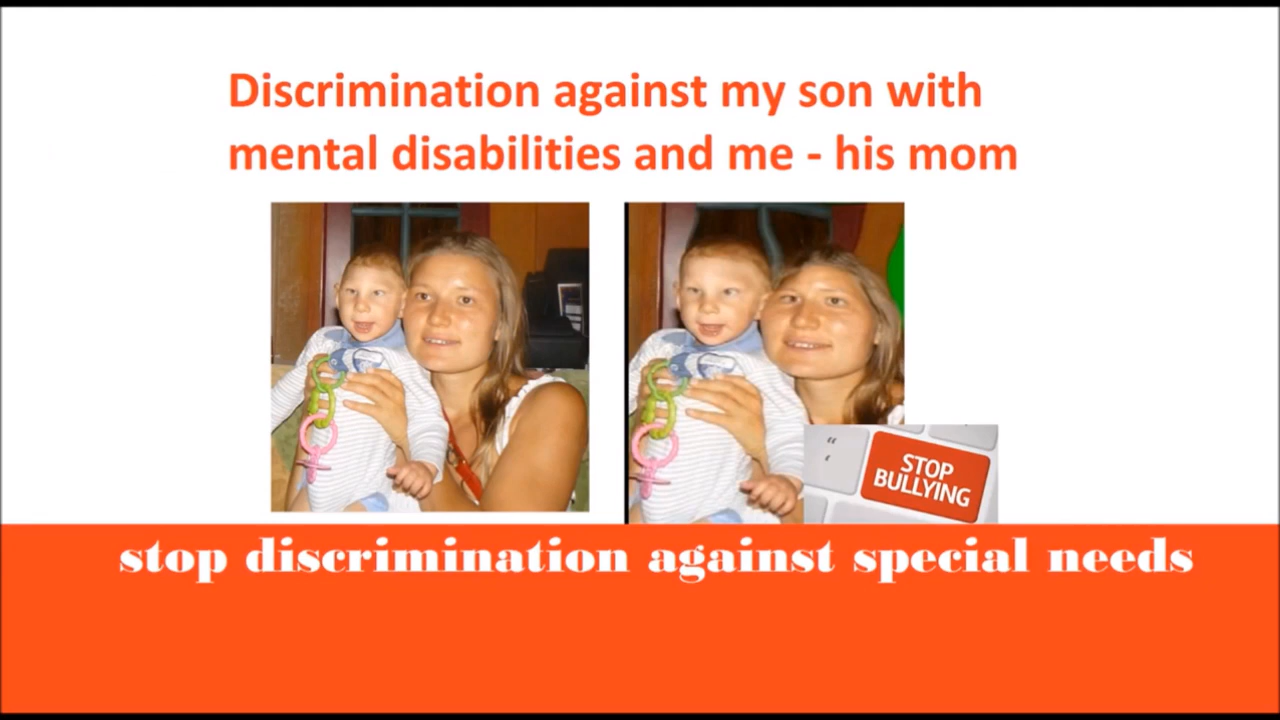 Discrimination against my son with
mental disabilities and me - his mom
STOP
BULLYING
stop discrimination against special needs